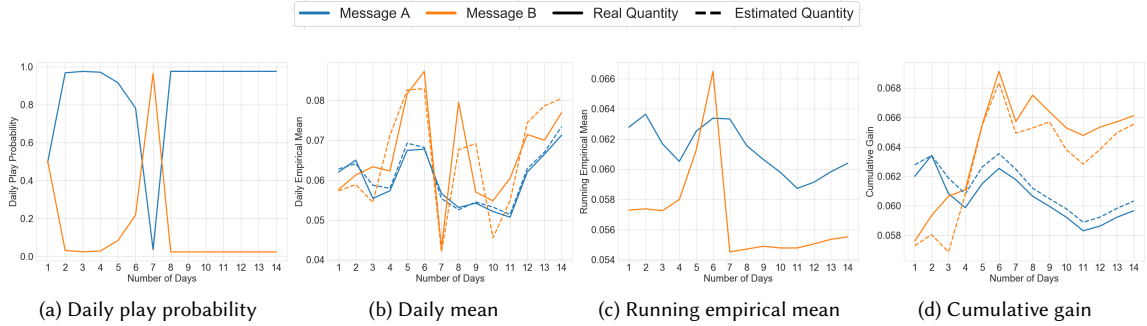 Message A Message B Real Quantity Estimated Quantity
Daily Play Probability
1.0
0.8
0.6
0.4
0.2
0.0
1 2 3 4 5 6 7 8 9 10 11 12 13 14
Number of Days
(a) Daily play probability
Daily Empirical Mean
0.08
0.07
0.06
0.05
0.04
1 2 3 4 5 6 7 8 9 10 11 12 13 14
Number of Days
(b) Daily mean
Running Empirical Mean
0.066
0.064
0.062
0.060
0.058
0.056
0.054
1 2 3 4 5 6 7 8 9 10 11 12 13 14
Number of Days
(c) Running empirical mean
Cumulative Gain
0.068
0.066
0.064
0.062
0.060
0.058
1 2 3 4 5 6 7 8 9 10 11 12 13 14
Number of Days
(d) Cumulative gain